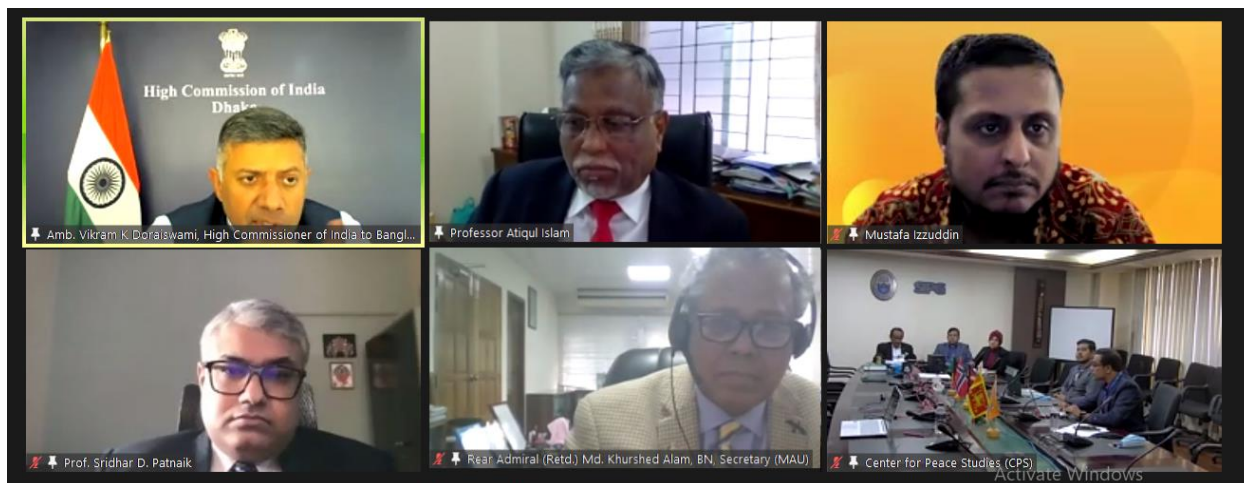 High Commission of India
Dhaka
Amb. Vikram K Doraiswami, High Commissioner of India to Bangl...
Professor Atiqul Islam
Mustafa Izzuddin
SPG
Prof. Sridhar D. Patnaik
Rear Admiral (Retd.) Md. Khurshed Alam, BN, Secretary (MAU)
Center for Peace Studies (CPS)
Activate Windows